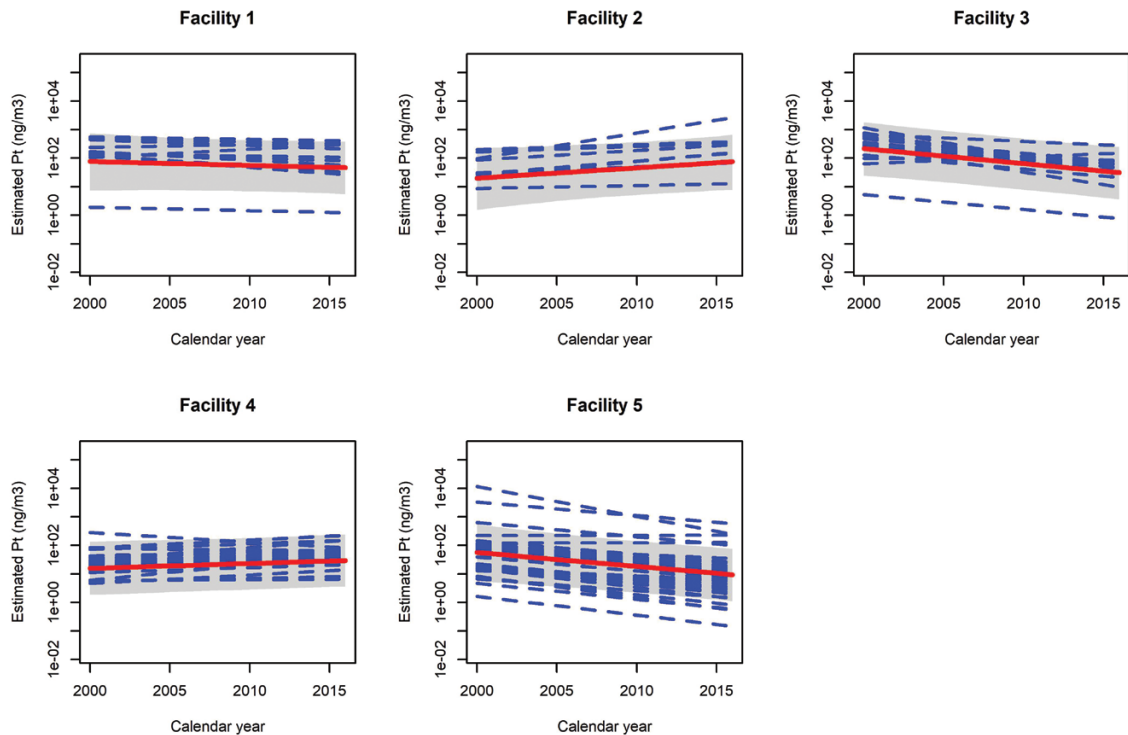 Facility 1
Estimated Pt (ng/m3)
1e-02 1e+00 1e+02 1e+04
2000 2005 2010 2015
Calendar year
Facility 2
Estimated Pt (ng/m3)
1e-02 1e+00 1e+02 1e+04
2000 2005 2010 2015
Calendar year
Facility 3
Estimated Pt (ng/m3)
1e-02 1e+00 1e+02 1e+04
2000 2005 2010 2015
Calendar year
Facility 4
Estimated Pt (ng/m3)
1e-02 1e+00 1e+02 1e+04
2000 2005 2010 2015
Calendar year
Facility 5
Estimated Pt (ng/m3)
1e-02 1e+00 1e+02 1e+04
2000 2005 2010 2015
Calendar year